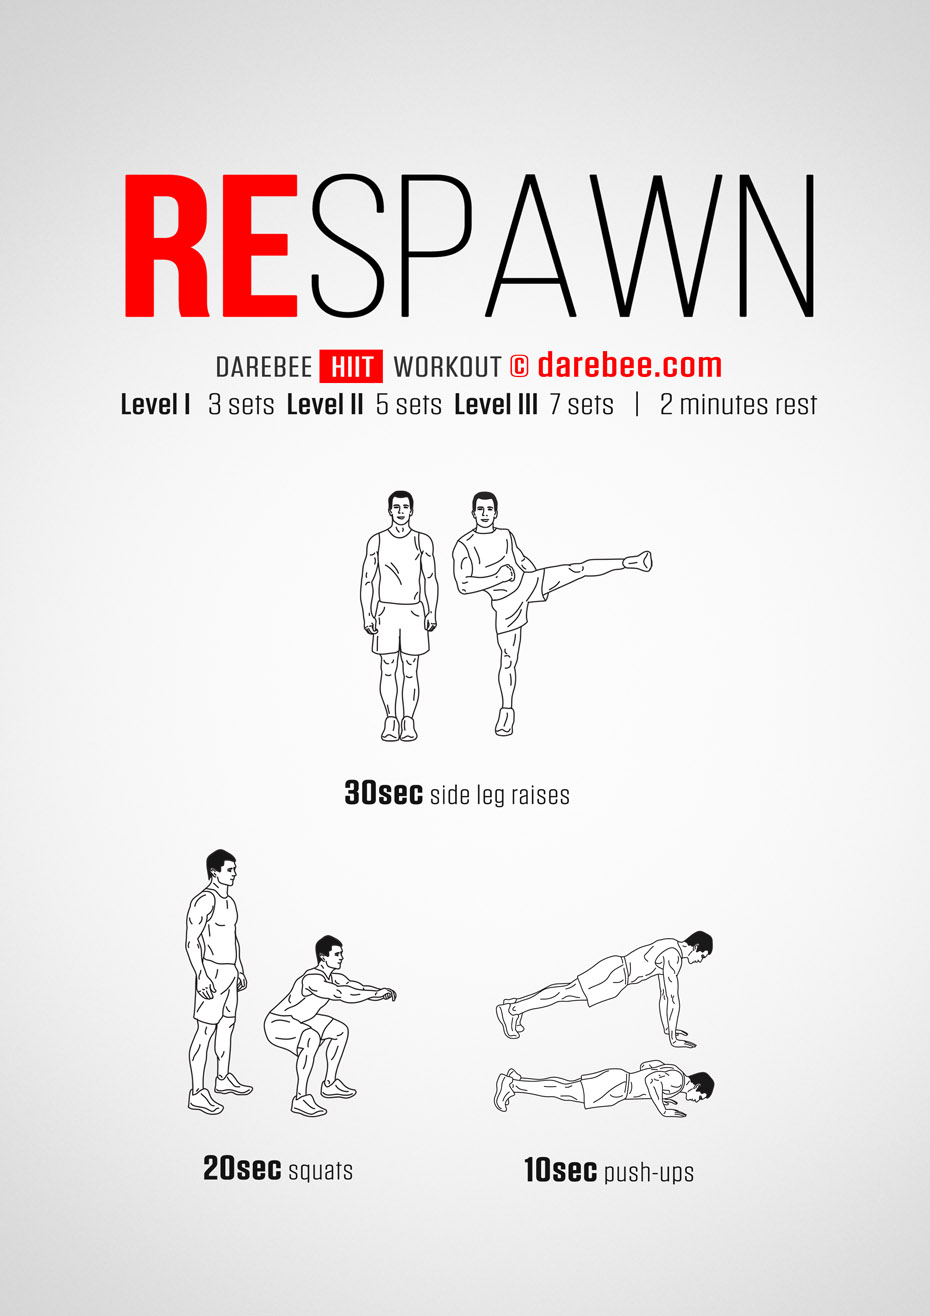 RESPAWN
DAREBEE HIIT WORKOUT © darebee.com
Level I 3 sets Level II 5 sets Level III 7 sets | 2 minutes rest
30sec side leg raises
20sec squats
10sec push-ups